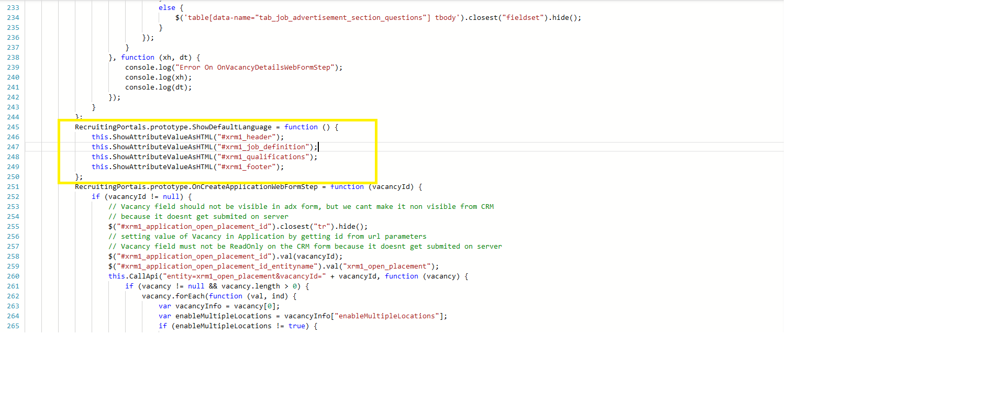 233 else {
234 $('table[data-name="tab_job_advertisement_section_questions"] tbody').closest("fieldset").hide();
235 }
236 });
237 }
238 }, function (xh, dt) {
239 console.log("Error On OnVacancyDetailsWebFormStep");
240 console.log(xh);
241 console.log(dt);
242 });
243 }
244 };
245 RecruitingPortals.prototype.ShowDefaultLanguage = function () {
246 this.ShowAttributeValueAsHTML("#xrm1_header");
247 this.ShowAttributeValueAsHTML("#xrm1_job_definition");
248 this.ShowAttributeValueAsHTML("#xrm1_qualifications");
249 this.ShowAttributeValueAsHTML("#xrm1_footer");
250 };
251 RecruitingPortals.prototype.OnCreateApplicationWebFormStep = function (vacancyId) {
252 if (vacancyId != null) {
253 // Vacancy field should not be visible in adx form, but we cant make it non visible from CRM
254 // because it doesnt get submited on server
255 $("#xrm1_application_open_placement_id").closest("tr").hide();
256 // setting value of Vacancy in Application by getting id from url parameters
257 // Vacancy field must not be ReadOnly on the CRM form because it doesnt get submited on server
258 $("#xrm1_application_open_placement_id").val(vacancyId);
259 $("#xrm1_application_open_placement_id_entityname").val("xrm1_open_placement");
260 this.CallApi("entity=xrm1_open_placement&vacancyId=" + vacancyId, function (vacancy) {
261 if (vacancy != null && vacancy.length > 0) {
262 vacancy.forEach(function (val, ind) {
263 var vacancyInfo = vacancy[0];
264 var enableMultipleLocations = vacancyInfo["enableMultipleLocations"];
265 if (enableMultipleLocations != true) {